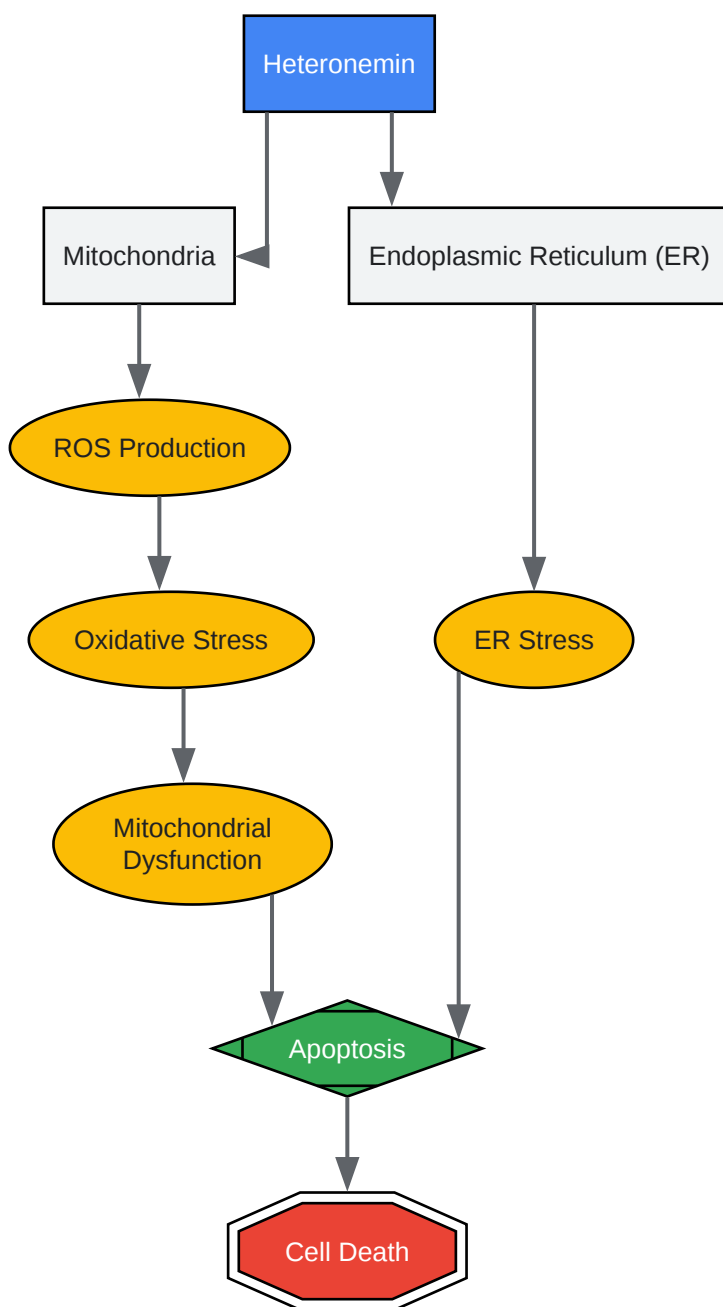 Heteronemin
Mitochondria
Endoplasmic Reticulum (ER)
ROS Production
Oxidative Stress
ER Stress
Mitochondrial
Dysfunction
Apoptosis
Cell Death